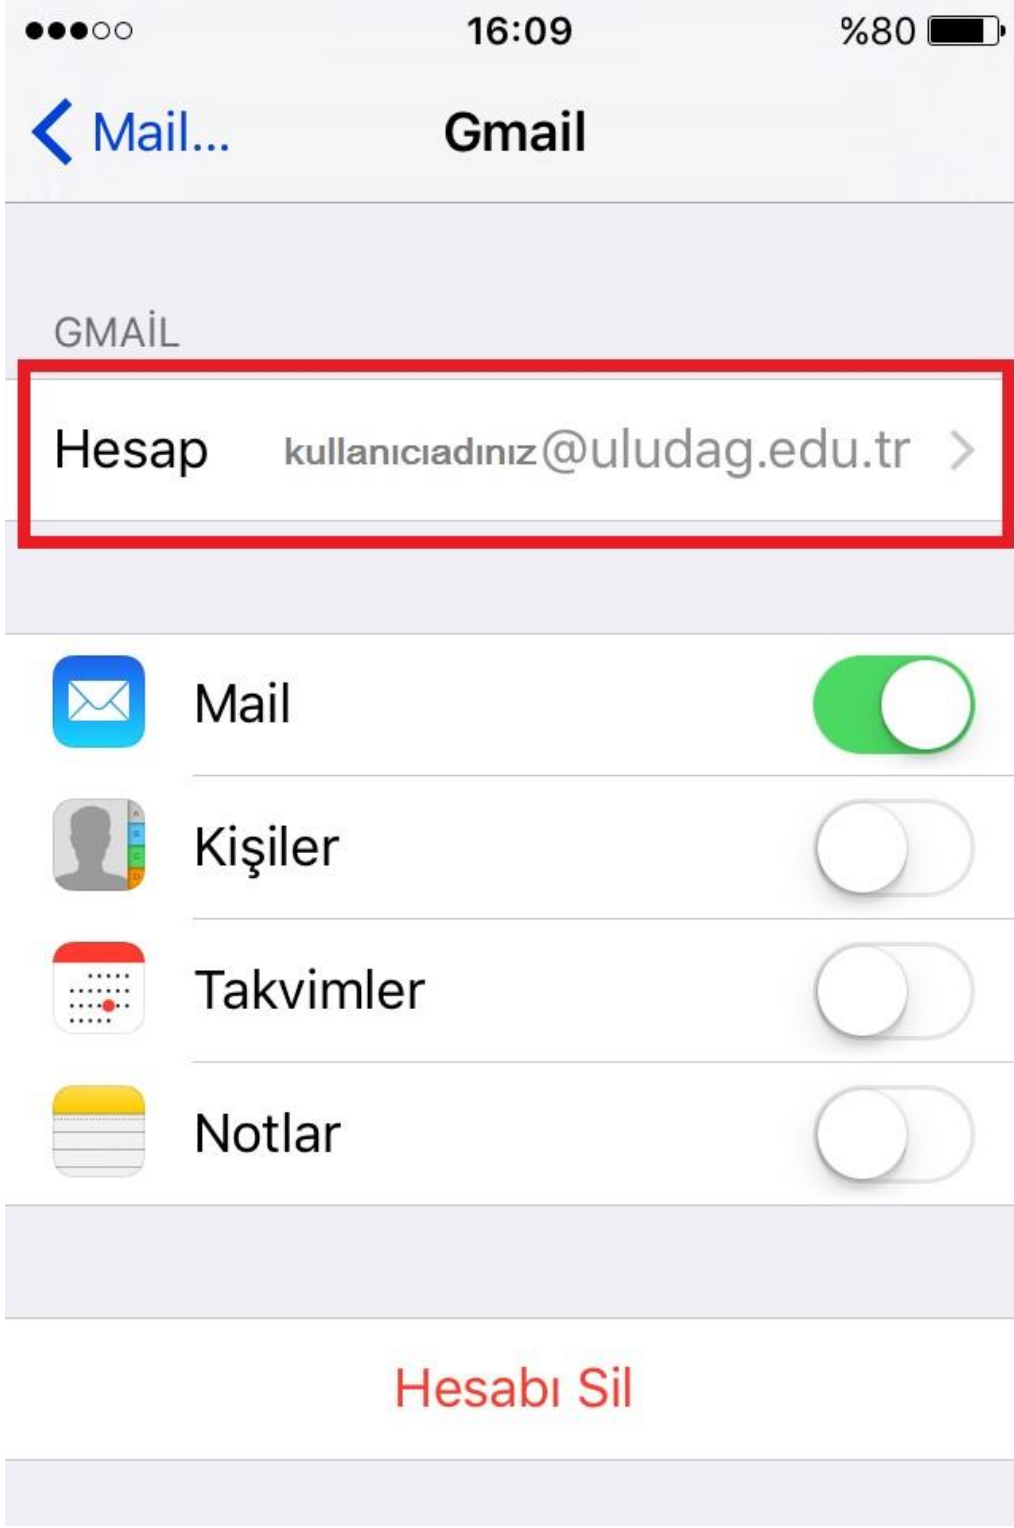 16:09 %80
Mail... Gmail
GMAİL
Hesap kullanıcıadınız@uludag.edu.tr
Mail
Kişiler
Takvimler
Notlar
Hesabı Sil